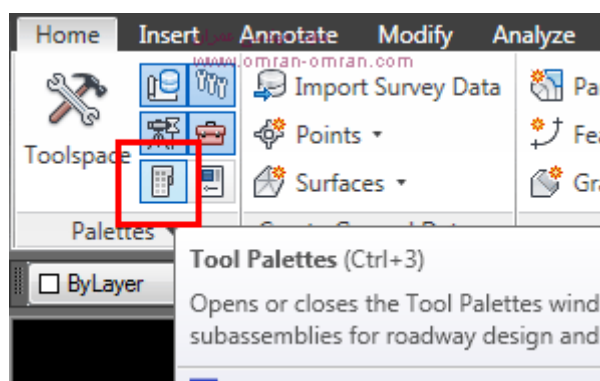 Home Insert Annotate Modify Analyze
omran-omran.com
Import Survey Data
Points
Toolspace
Surfaces
Palettes
ByLayer
Tool Palettes (Ctrl+3)
Opens or closes the Tool Palettes wind
subassemblies for roadway design and